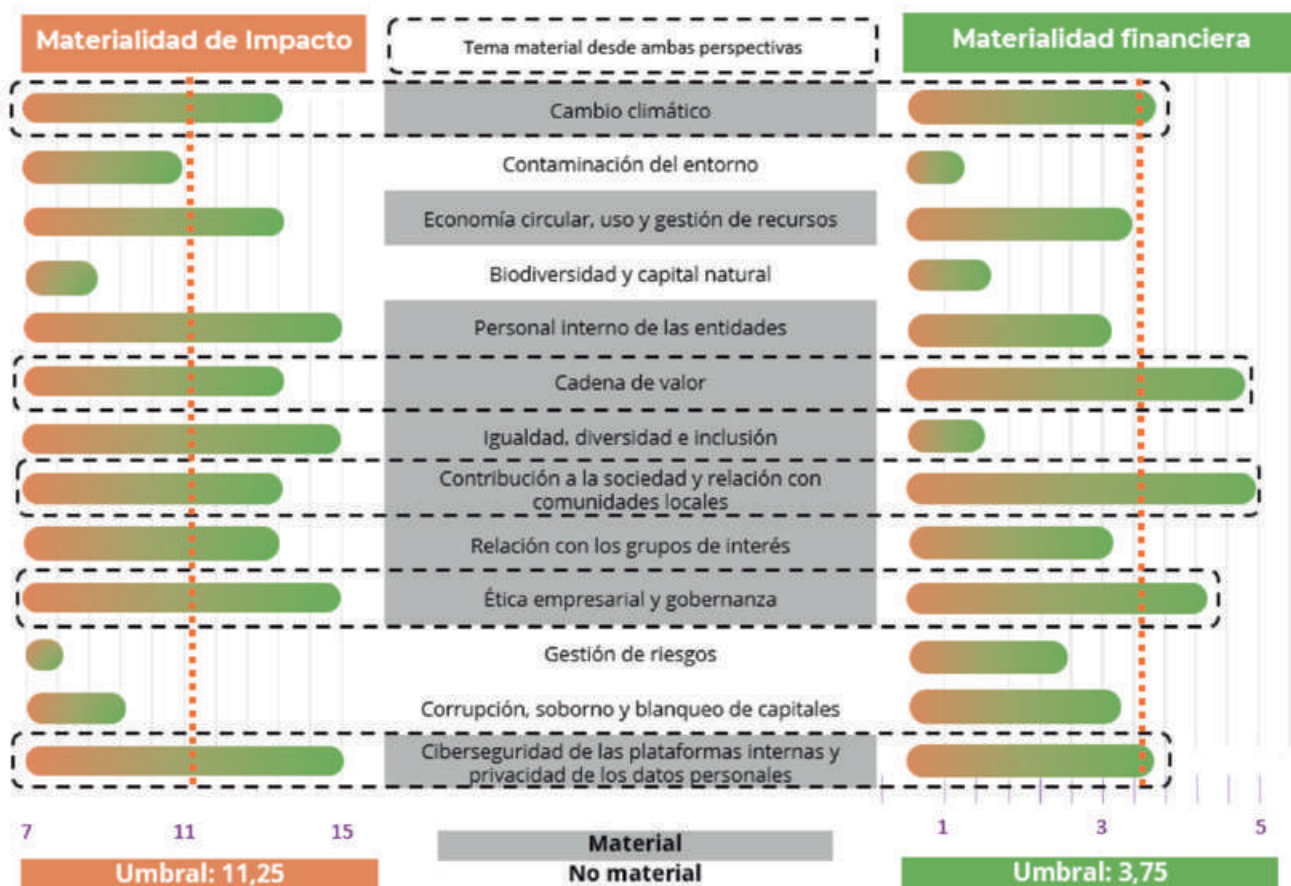 Materialidad de Impacto
Tema material desde ambas perspectivas
Materialidad financiera
Cambio climático
Contaminación del entorno
Economía circular, uso y gestión de recursos
Biodiversidad y capital natural
Personal interno de las entidades
Cadena de valor
Igualdad, diversidad e inclusión
Contribución a la sociedad y relación con
comunidades locales
Relación con los grupos de interés
Ética empresarial y gobernanza
Gestión de riesgos
Corrupción, soborno y blanqueo de capitales
Ciberseguridad de las plataformas internas y
privacidad de los datos personales
7 11 15
1 3 5
Material
No material
Umbral: 11,25
Umbral: 3,75